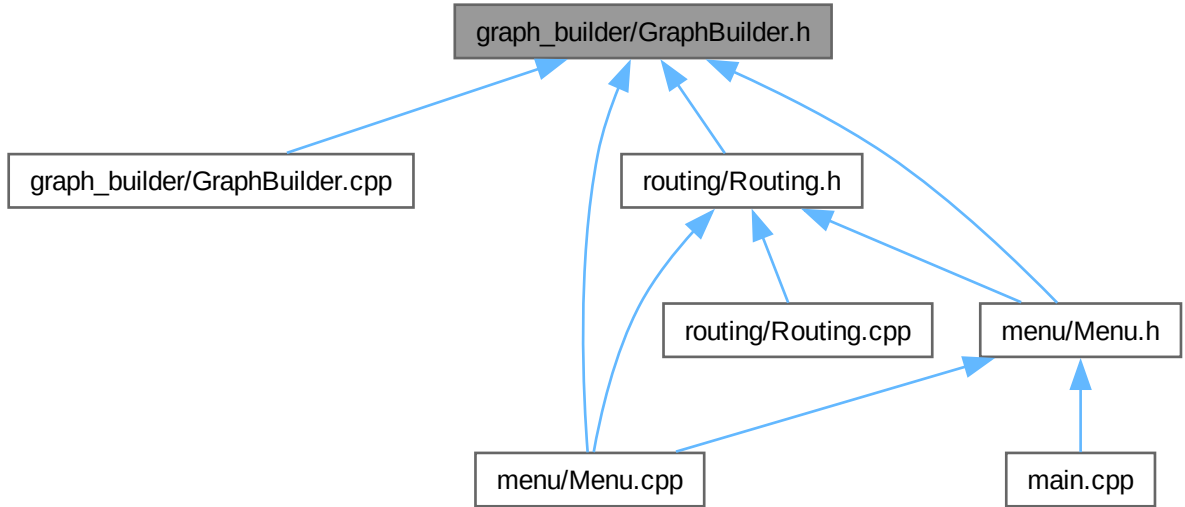 graph_builder/GraphBuilder.h
graph_builder/GraphBuilder.cpp
routing/Routing.h
routing/Routing.cpp
menu/Menu.h
menu/Menu.cpp
main.cpp